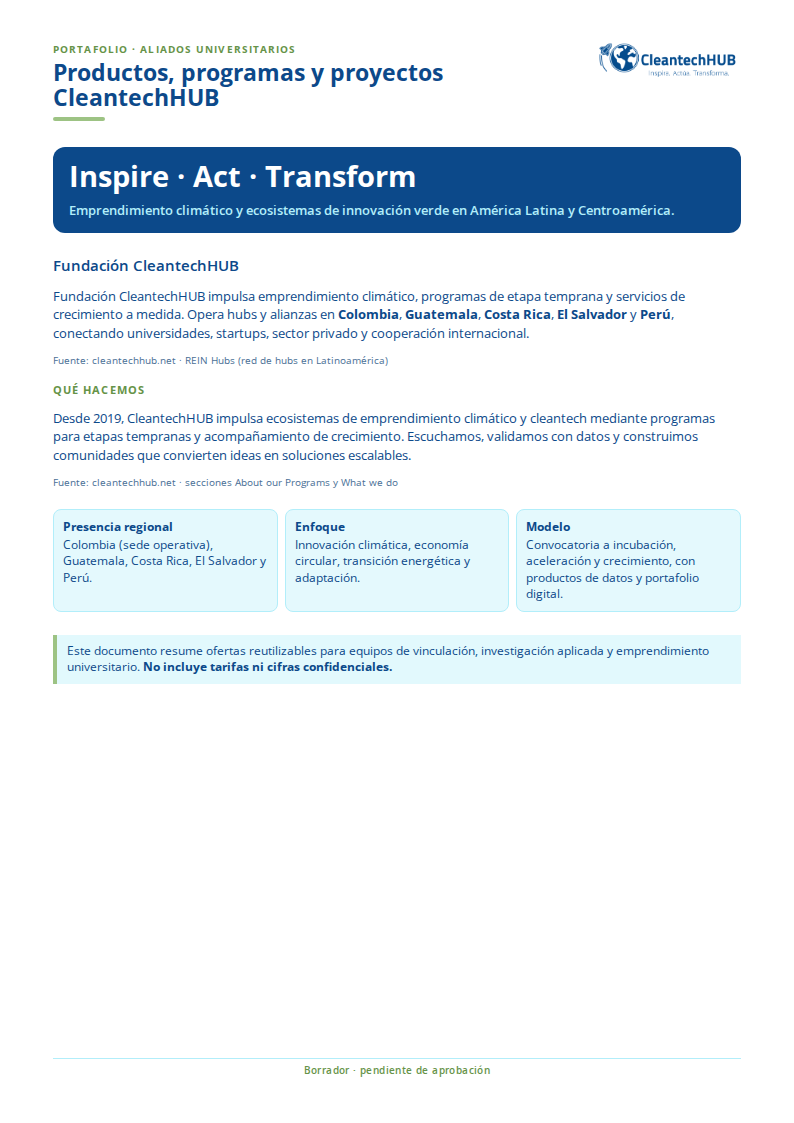 PORTAFOLIO · ALIADOS UNIVERSITARIOS
Productos, programas y proyectos
CleantechHUB
CleantechHUB
Inspire. Actúa. Transforma.
Inspire · Act · Transform
Emprendimiento climático y ecosistemas de innovación verde en América Latina y Centroamérica.
Fundación CleantechHUB
Fundación CleantechHUB impulsa emprendimiento climático, programas de etapa temprana y servicios de
crecimiento a medida. Opera hubs y alianzas en Colombia, Guatemala, Costa Rica, El Salvador y Perú,
conectando universidades, startups, sector privado y cooperación internacional.
Fuente: cleantechhub.net · REIN Hubs (red de hubs en Latinoamérica)
QUÉ HACEMOS
Desde 2019, CleantechHUB impulsa ecosistemas de emprendimiento climático y cleantech mediante programas
para etapas tempranas y acompañamiento de crecimiento. Escuchamos, validamos con datos y construimos
comunidades que convierten ideas en soluciones escalables.
Fuente: cleantechhub.net · secciones About our Programs y What we do
Presencia regional
Colombia (sede operativa),
Guatemala, Costa Rica, El Salvador y
Perú.
Enfoque
Innovación climática, economía
circular, transición energética y
adaptación.
Modelo
Convocatoria a incubación,
aceleración y crecimiento, con
productos de datos y portafolio
digital.
Este documento resume ofertas reutilizables para equipos de vinculación, investigación aplicada y emprendimiento
universitario. No incluye tarifas ni cifras confidenciales.
Borrador · pendiente de aprobación